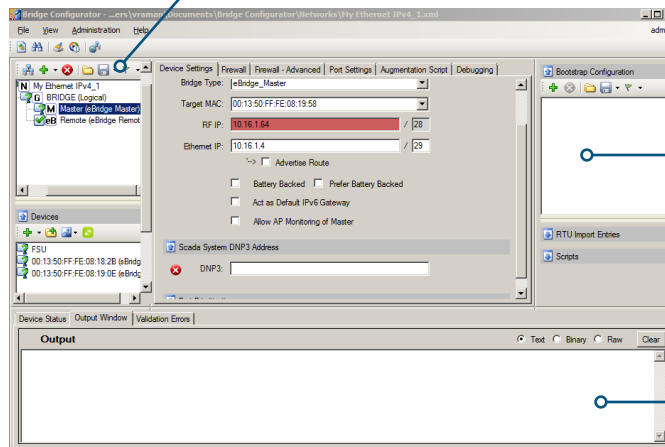 Bridge Configurator - ...ers\vraman\Documents\Bridge Configurator\Networks\My Ethernet IPv4_1.xml
File View Administration Help
adm
Device Settings Firewall Firewall - Advanced Port Settings Augmentation Script Debugging
Bootstrap Configuration
N My Ethernet IPv4_1
G BRIDGE (Logical)
M Master (eBridge Master)
eB Remote (eBridge Remot
Bridge Type: eBridge_Master
Target MAC: 00:13:50:FF:FE:08:19:58
RF IP: 10.16.1.64 / 28
Ethernet IP: 10.16.1.4 / 29
'-> Advertise Route
Battery Backed Prefer Battery Backed
Act as Default IPv6 Gateway
Allow AP Monitoring of Master
Devices
FSU
00:13:50:FF:FE:08:18:2B (sBridg
00:13:50:FF:FE:08:19:0E (eBridg
Scada System DNP3 Address
DNP3:
RTU Import Entries
Scripts
Device Status Output Window Validation Errors
Output
Text Binary Raw Clear